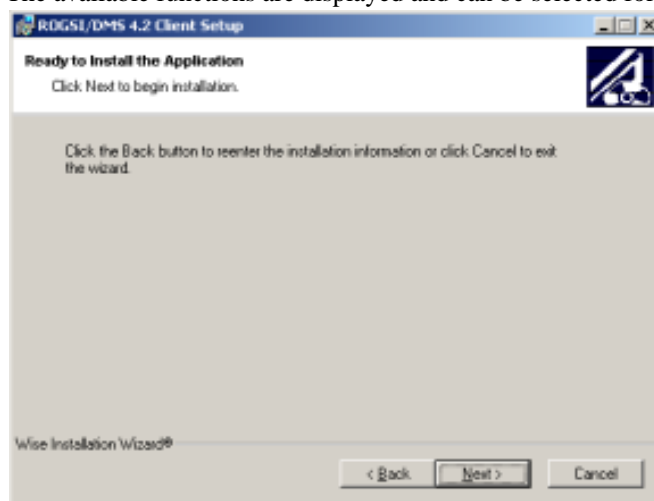 The available functions are displayed and can be selected for
ROGSI/DMS 4.2 Client Setup
Ready to Install the Application
Click Next to begin installation.
Click the Back button to reenter the installation information or click Cancel to exit
the wizard.
Wise Installation Wizard®
< Back
Next >
Cancel